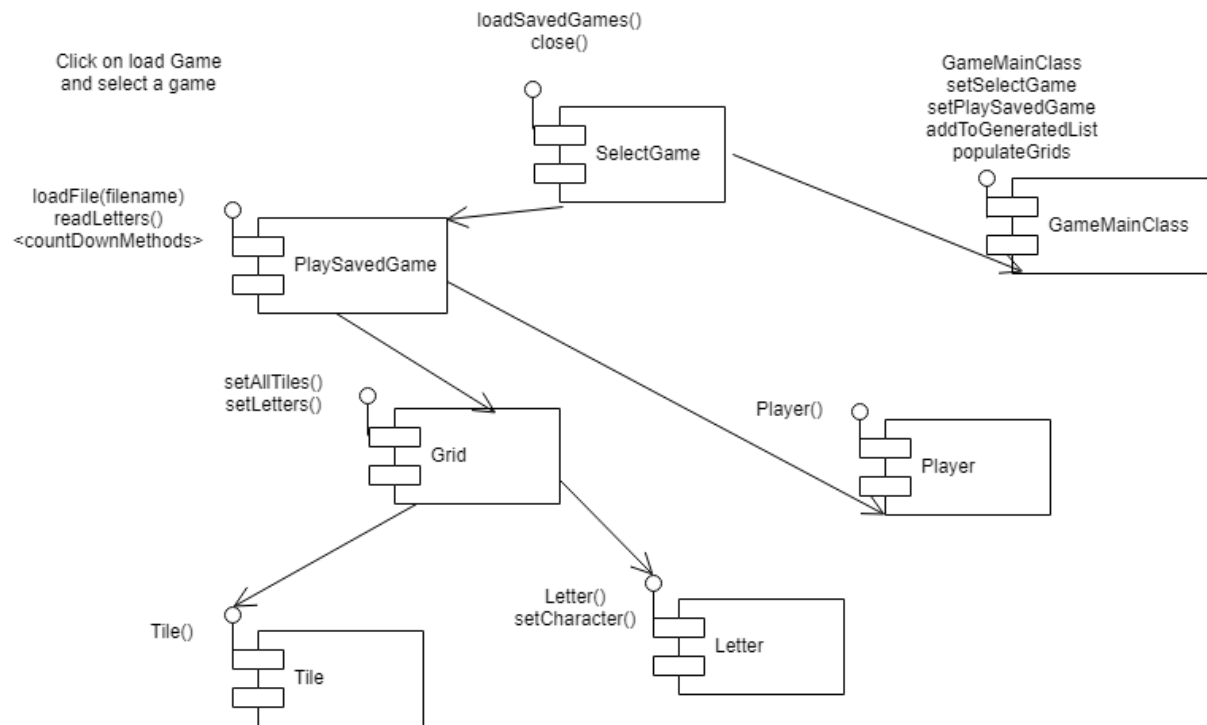 loadSavedGames()
close()
Click on load Game
and select a game
GameMainClass
setSelectGame
setPlaySavedGame
addToGeneratedList
populateGrids
SelectGame
loadFile(filename)
readLetters()
<countDownMethods>
GameMainClass
PlaySavedGame
setAllTiles()
setLetters()
Player()
Grid
Player
Letter()
setCharacter()
Tile()
Letter
Tile